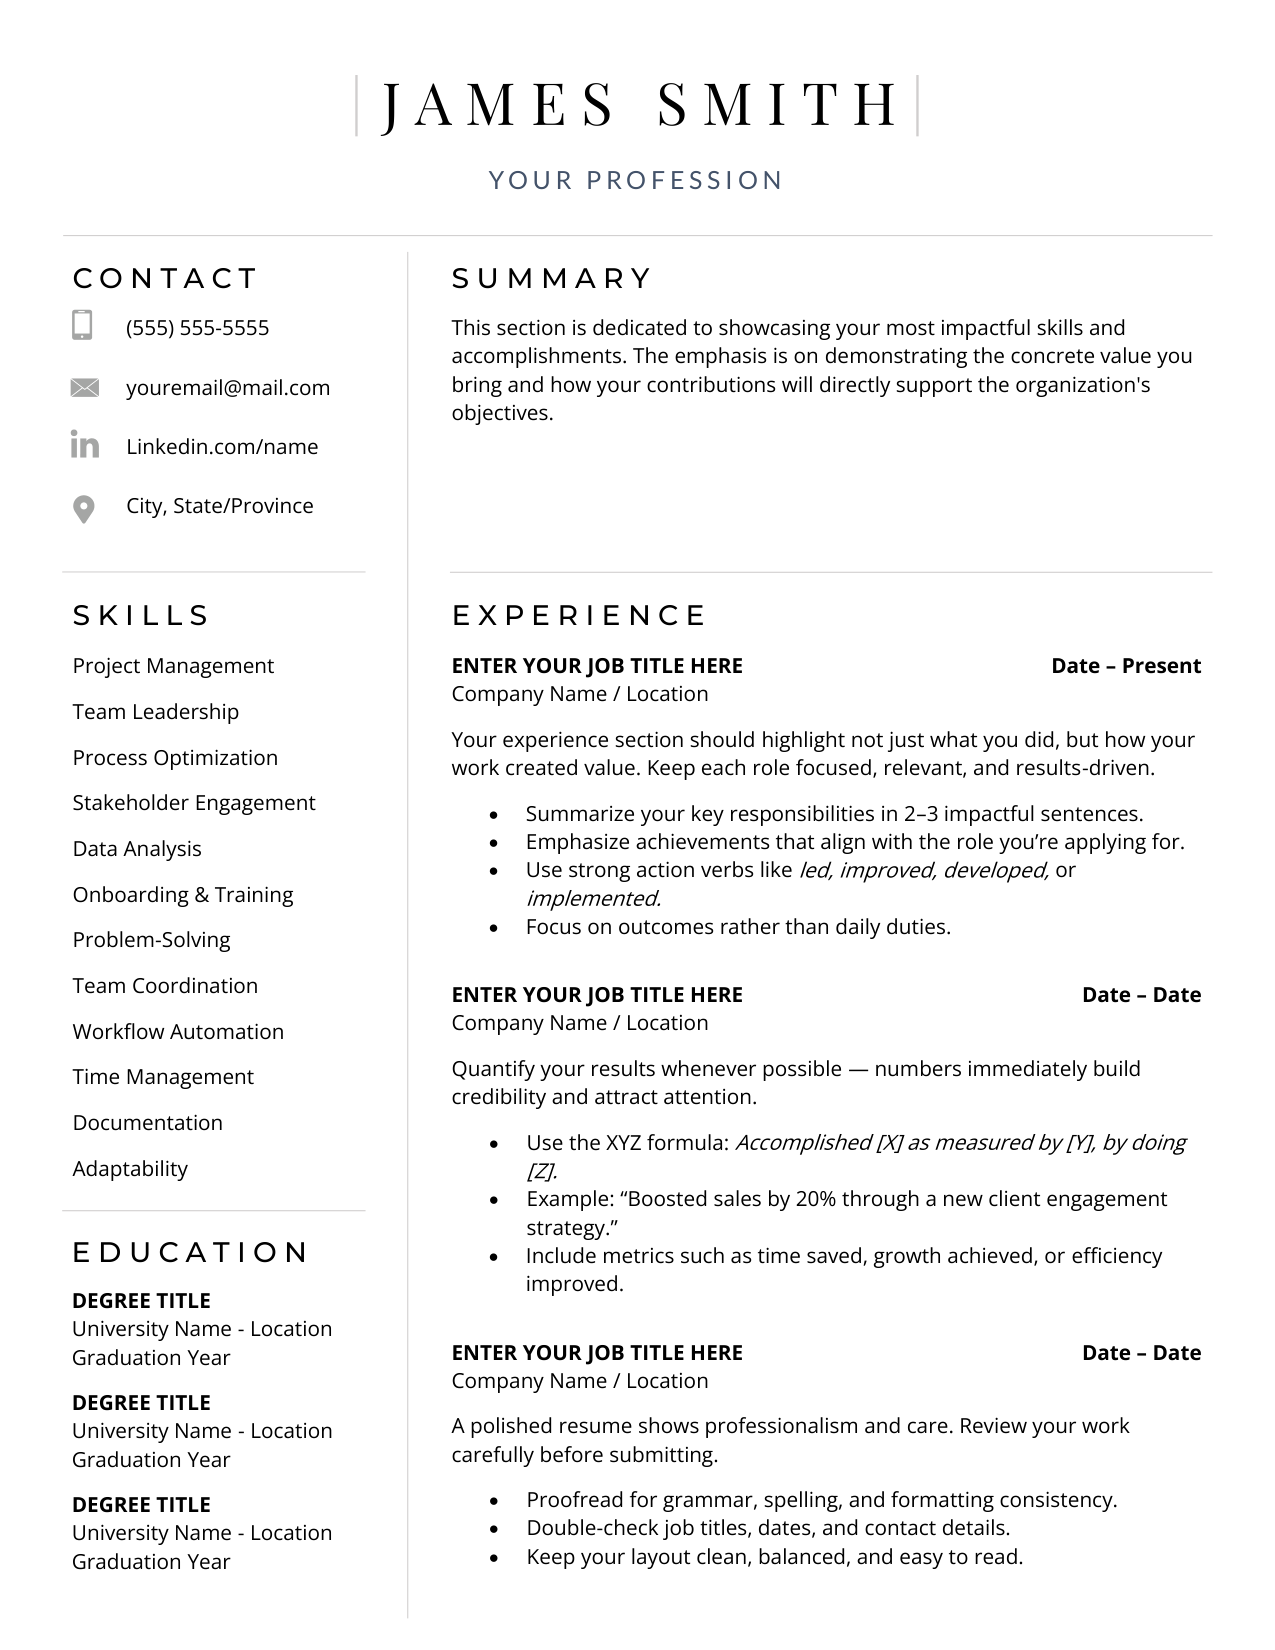 JAMES SMITH
YOUR PROFESSION
CONTACT
(555) 555-5555
youremail@mail.com
Linkedin.com/name
City, State/Province
SKILLS
Project Management
Team Leadership
Process Optimization
Stakeholder Engagement
Data Analysis
Onboarding & Training
Problem-Solving
Team Coordination
Workflow Automation
Time Management
Documentation
Adaptability
EDUCATION
DEGREE TITLE
University Name - Location
Graduation Year
DEGREE TITLE
University Name - Location
Graduation Year
DEGREE TITLE
University Name - Location
Graduation Year
SUMMARY
This section is dedicated to showcasing your most impactful skills and
accomplishments. The emphasis is on demonstrating the concrete value you
bring and how your contributions will directly support the organization's
objectives.
EXPERIENCE
ENTER YOUR JOB TITLE HERE Date – Present
Company Name / Location
Your experience section should highlight not just what you did, but how your
work created value. Keep each role focused, relevant, and results-driven.
• Summarize your key responsibilities in 2–3 impactful sentences.
• Emphasize achievements that align with the role you’re applying for.
• Use strong action verbs like led, improved, developed, or
implemented.
• Focus on outcomes rather than daily duties.
ENTER YOUR JOB TITLE HERE Date – Date
Company Name / Location
Quantify your results whenever possible — numbers immediately build
credibility and attract attention.
• Use the XYZ formula: Accomplished [X] as measured by [Y], by doing
[Z].
• Example: “Boosted sales by 20% through a new client engagement
strategy.”
• Include metrics such as time saved, growth achieved, or efficiency
improved.
ENTER YOUR JOB TITLE HERE Date – Date
Company Name / Location
A polished resume shows professionalism and care. Review your work
carefully before submitting.
• Proofread for grammar, spelling, and formatting consistency.
• Double-check job titles, dates, and contact details.
• Keep your layout clean, balanced, and easy to read.